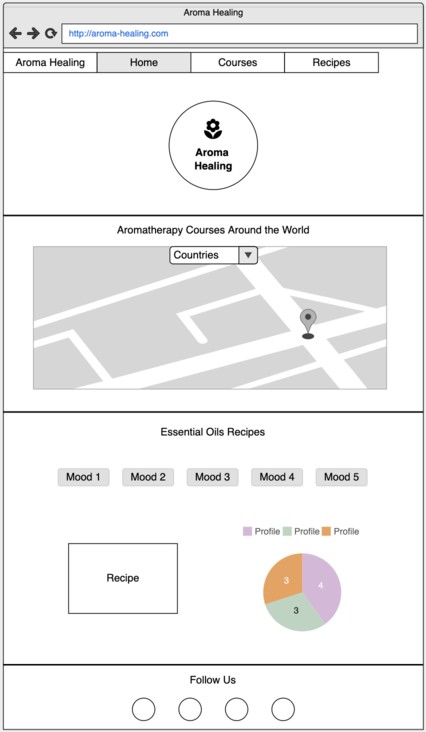 Aroma Healing
http://aroma-healing.com
Aroma Healing
Home
Courses
Recipes
Aroma
Healing
Aromatherapy Courses Around the World
Countries
Essential Oils Recipes
Mood 1
Mood 2
Mood 3
Mood 4
Mood 5
Profile
Profile
Profile
Recipe
3
4
3
Follow Us